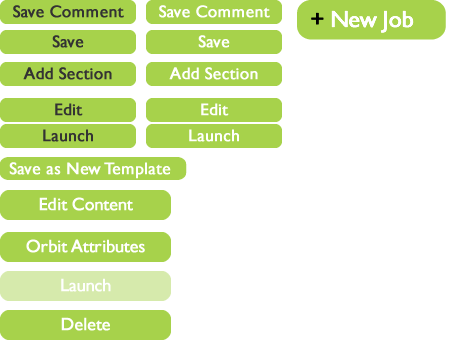 Save Comment
Save Comment
+ New Job
Save
Save
Add Section
Add Section
Edit
Edit
Launch
Launch
Save as New Template
Edit Content
Orbit Attributes
Launch
Delete